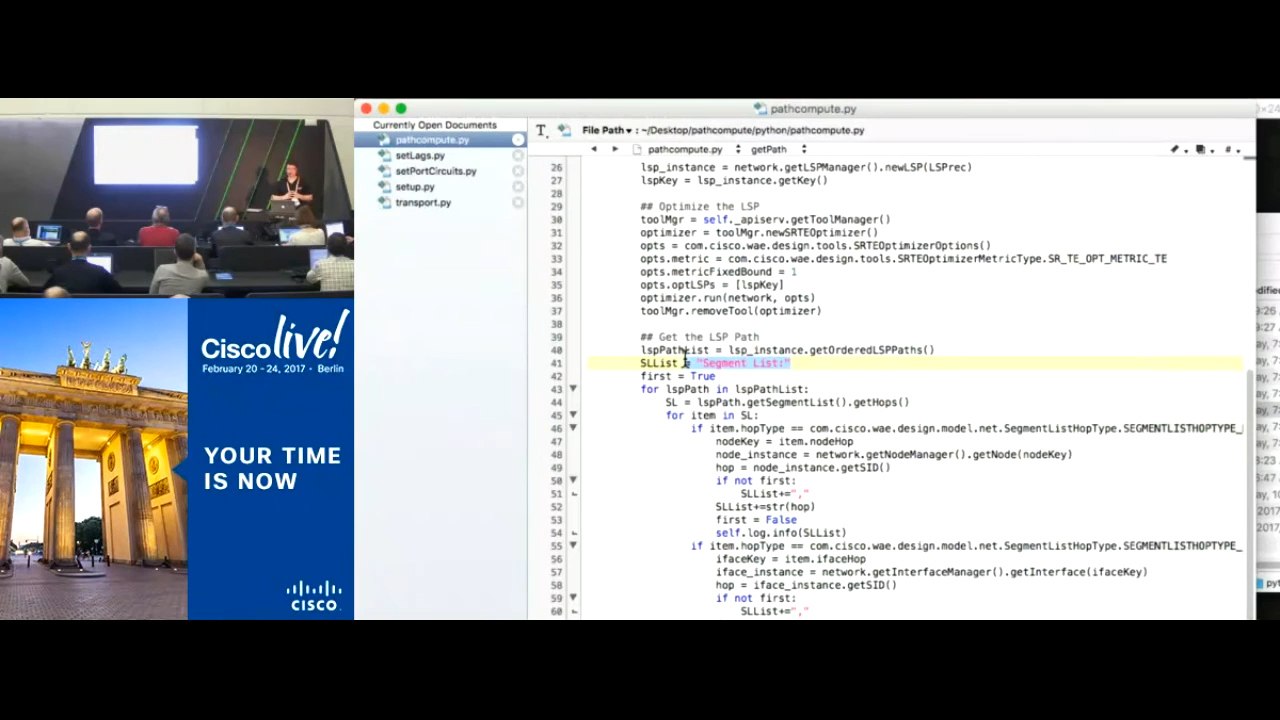 Cisco live!
February 20 - 24, 2017 · Berlin
YOUR TIME
IS NOW
CISCO
pathcompute.py
Currently Open Documents
pathcompute.py
setLags.py
setPortCircuits.py
setup.py
transport.py
File Path ▾ : ~/Desktop/pathcompute/python/pathcompute.py
pathcompute.py getPath
26 lsp_instance = network.getLSPManager().newLSP(LSPrec)
27 lspKey = lsp_instance.getKey()
28
29 ## Optimize the LSP
30 toolMgr = self._apiserv.getToolManager()
31 optimizer = toolMgr.newSRTEOptimizer()
32 opts = com.cisco.wae.design.tools.SRTEOptimizerOptions()
33 opts.metric = com.cisco.wae.design.tools.SRTEOptimizerMetricType.SR_TE_OPT_METRIC_TE
34 opts.metricFixedBound = 1
35 opts.optLSPs = [lspKey]
36 optimizer.run(network, opts)
37 toolMgr.removeTool(optimizer)
38
39 ## Get the LSP Path
40 lspPathList = lsp_instance.getOrderedLSPPaths()
41 SLList = "Segment List:"
42 first = True
43 for lspPath in lspPathList:
44 SL = lspPath.getSegmentList().getHops()
45 for item in SL:
46 if item.hopType == com.cisco.wae.design.model.net.SegmentListHopType.SEGMENTLISTHOPTYPE_
47 nodeKey = item.nodeHop
48 node_instance = network.getNodeManager().getNode(nodeKey)
49 hop = node_instance.getSID()
50 if not first:
51 SLList+=","
52 SLList+=str(hop)
53 first = False
54 self.log.info(SLList)
55 if item.hopType == com.cisco.wae.design.model.net.SegmentListHopType.SEGMENTLISTHOPTYPE_
56 ifaceKey = item.ifaceHop
57 iface_instance = network.getInterfaceManager().getInterface(ifaceKey)
58 hop = iface_instance.getSID()
59 if not first:
60 SLList+=","